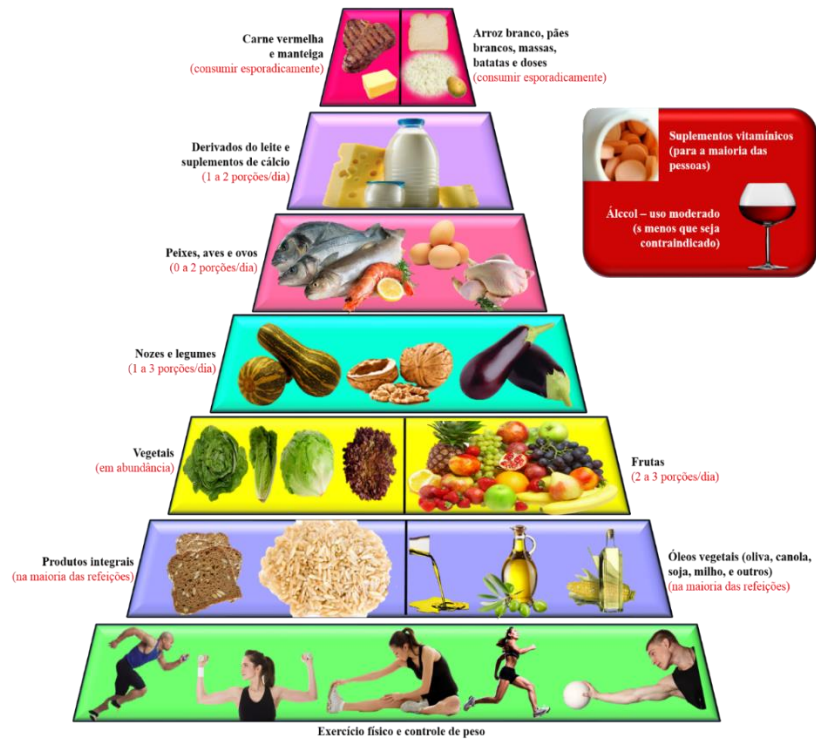 Carne vermelha
e manteiga
(consumir esporadicamente)
Arroz branco, pães
brancos, massas,
batatas e doses
(consumir esporadicamente)
Derivados do leite e
suplementos de cálcio
(1 a 2 porções/dia)
Suplementos vitamínicos
(para a maioria das
pessoas)
Álccol – uso moderado
(s menos que seja
contraindicado)
Peixes, aves e ovos
(0 a 2 porções/dia)
Nozes e legumes
(1 a 3 porções/dia)
Vegetais
(em abundância)
Frutas
(2 a 3 porções/dia)
Produtos integrais
(na maioria das refeições)
Óleos vegetais (oliva, canola,
soja, milho, e outros)
(na maioria das refeições)
Exercício físico e controle de peso